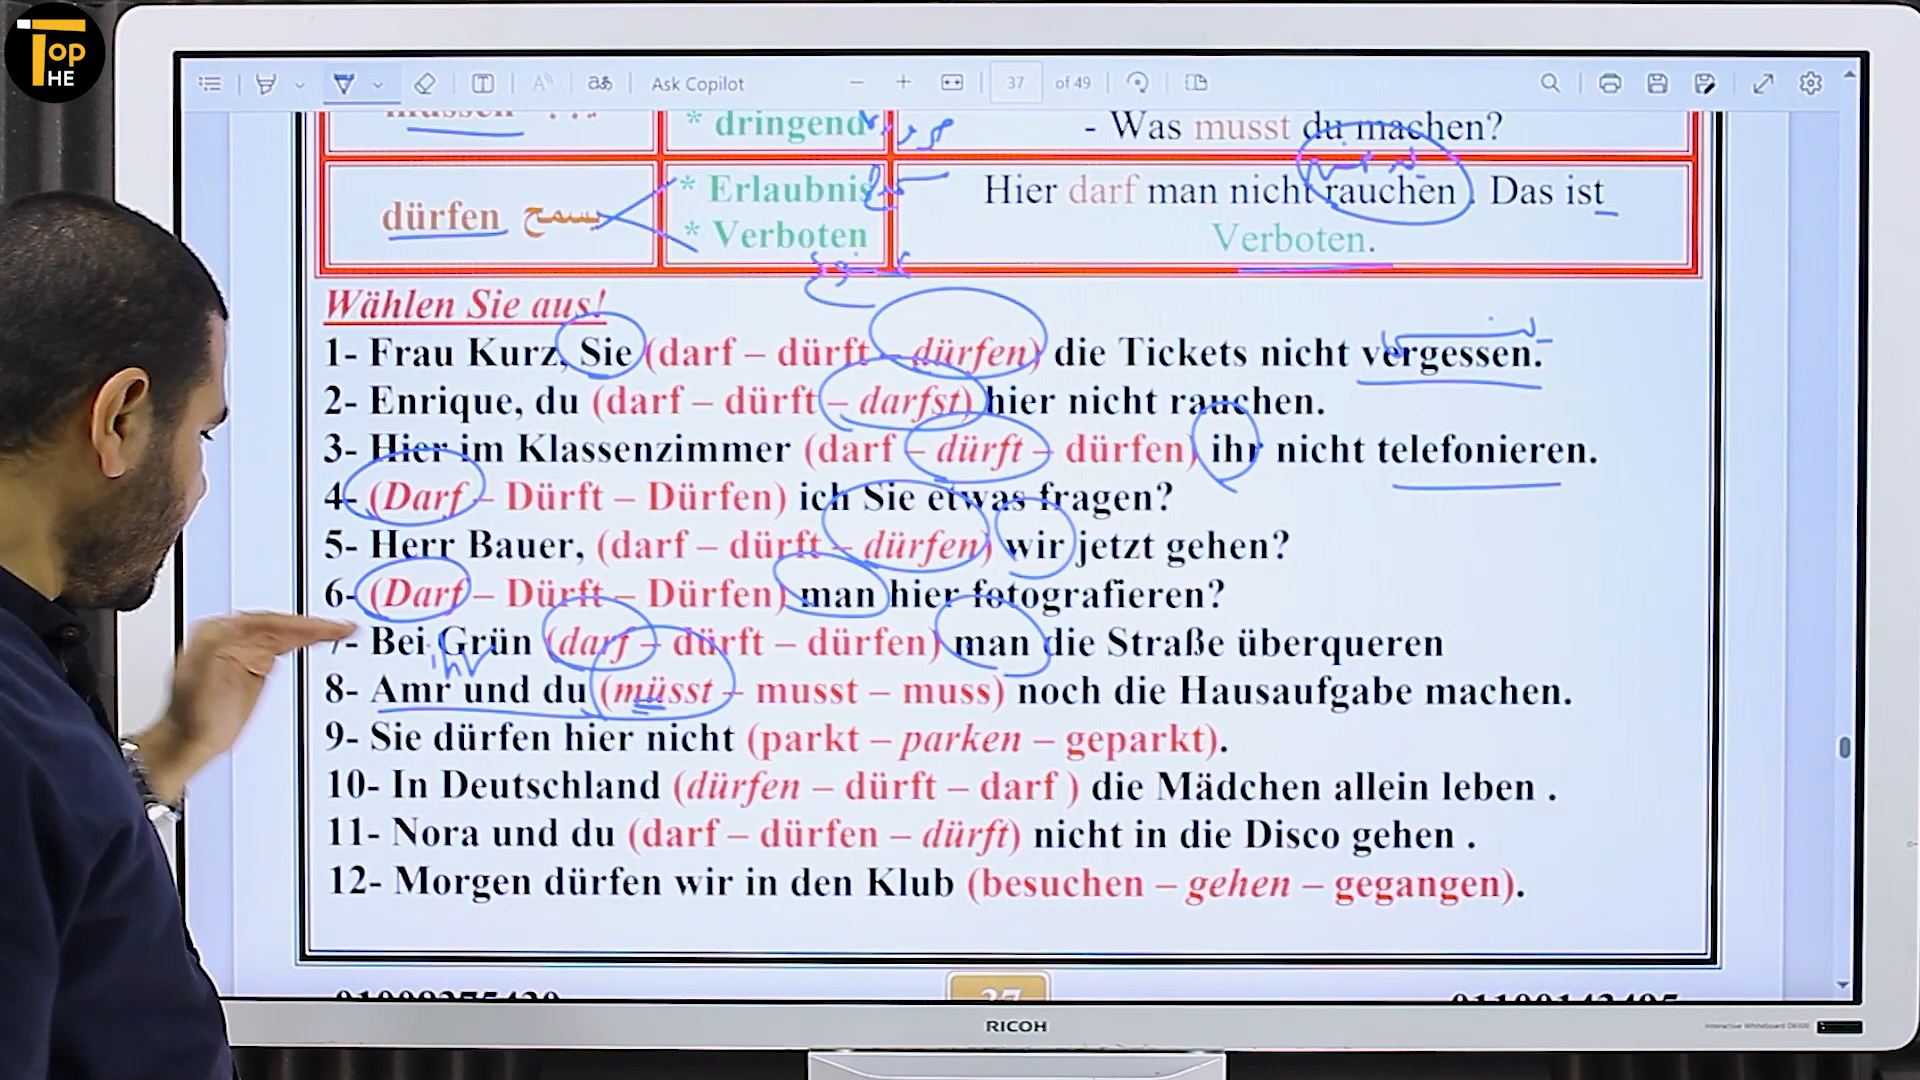 Top
HE
Ask Copilot
37 of 49
müssen * dringend - Was musst du machen?
dürfen يسمح * Erlaubnis Hier darf man nicht rauchen . Das ist
* Verboten Verboten.
Wählen Sie aus!
1- Frau Kurz, Sie (darf – dürft – dürfen) die Tickets nicht vergessen.
2- Enrique, du (darf – dürft – darfst) hier nicht rauchen.
3- Hier im Klassenzimmer (darf – dürft – dürfen) ihr nicht telefonieren.
4- (Darf – Dürft – Dürfen) ich Sie etwas fragen?
5- Herr Bauer, (darf – dürft – dürfen) wir jetzt gehen?
6- (Darf – Dürft – Dürfen) man hier fotografieren?
7- Bei Grün (darf – dürft – dürfen) man die Straße überqueren
ihr
8- Amr und du (müsst – musst – muss) noch die Hausaufgabe machen.
9- Sie dürfen hier nicht (parkt – parken – geparkt).
10- In Deutschland (dürfen – dürft – darf ) die Mädchen allein leben .
11- Nora und du (darf – dürfen – dürft) nicht in die Disco gehen .
12- Morgen dürfen wir in den Klub (besuchen – gehen – gegangen).
37
RICOH